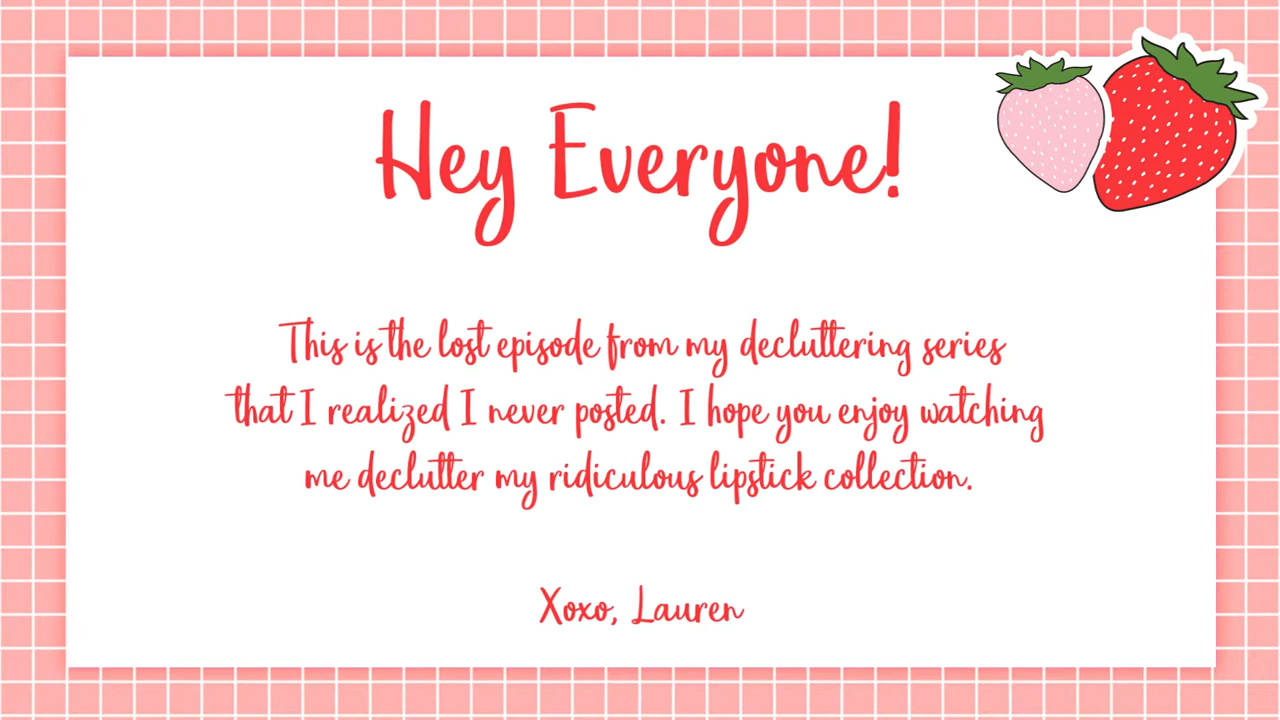 Hey Everyone!
This is the lost episode from my decluttering series
that I realized I never posted. I hope you enjoy watching
me declutter my ridiculous lipstick collection.
Xoxo, Lauren